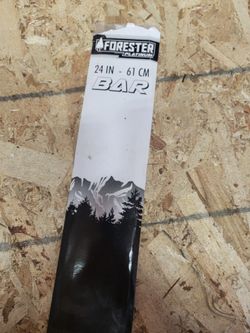 FORESTER
PLATINUM
24 IN - 61 CM
BAR